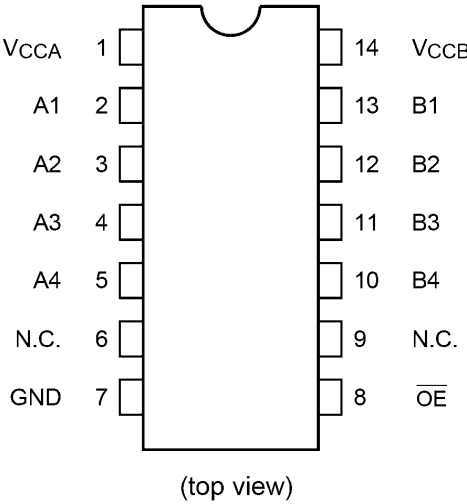 VCCA 1 14 VCCB
A1 2 13 B1
A2 3 12 B2
A3 4 11 B3
A4 5 10 B4
N.C. 6 9 N.C.
GND 7 8 O̅E̅
(top view)